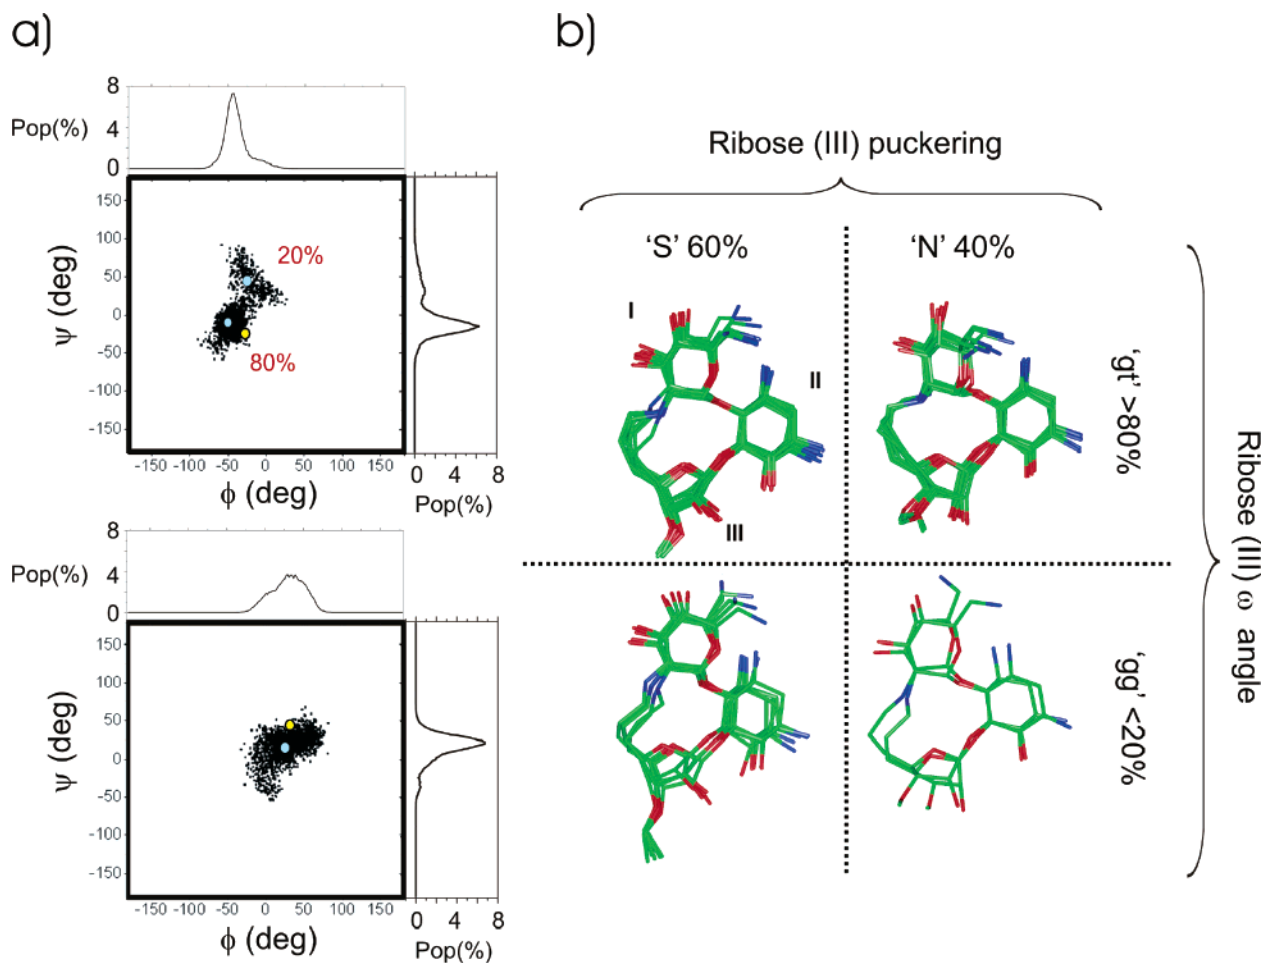 a)
8
Pop(%) 4
0
150
100
50
0
-50
-100
-150
ψ (deg)
20%
80%
-150 -100 -50 0 50 100 150
ϕ (deg)
0 4 8
Pop(%)
8
Pop(%) 4
0
150
100
50
0
-50
-100
-150
ψ (deg)
-150 -100 -50 0 50 100 150
ϕ (deg)
0 4 8
Pop(%)
b)
Ribose (III) puckering
'S' 60%
'N' 40%
I
II
III
'gt' >80%
'gg' <20%
Ribose (III) ω angle